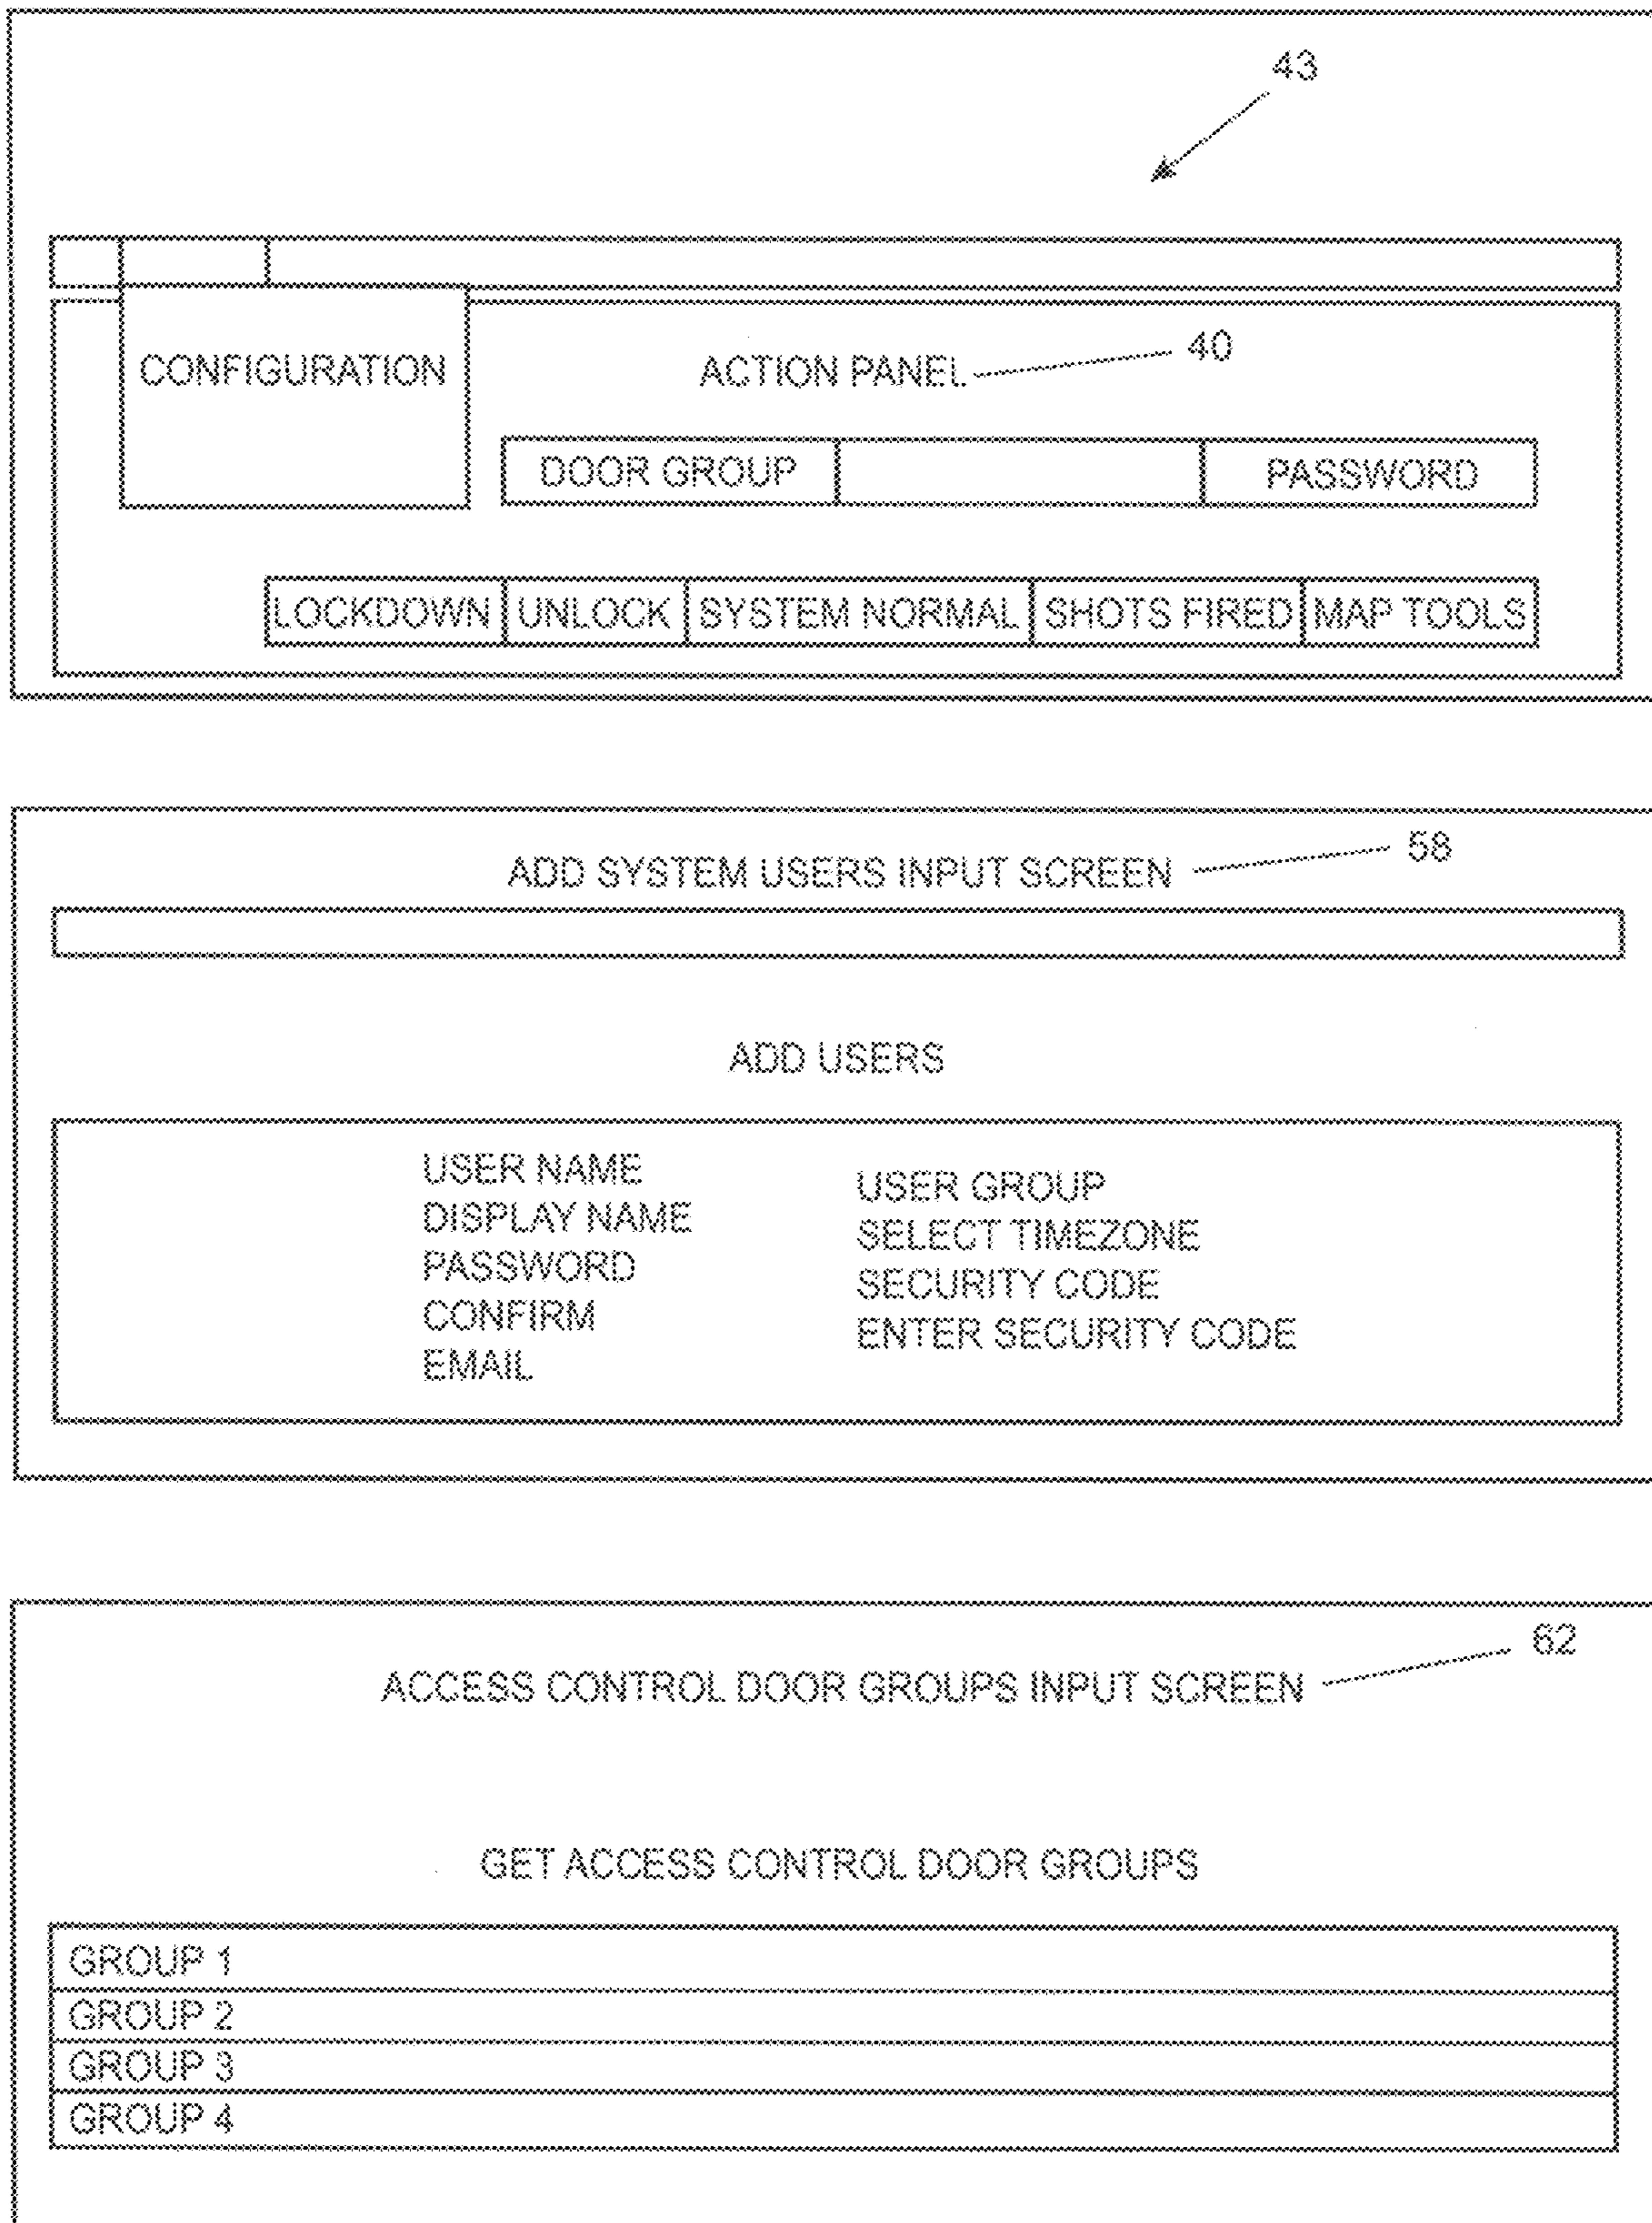 43
CONFIGURATION
ACTION PANEL 40
DOOR GROUP PASSWORD
LOCKDOWN UNLOCK SYSTEM NORMAL SHOTS FIRED MAP TOOLS
ADD SYSTEM USERS INPUT SCREEN 58
ADD USERS
USER NAME
DISPLAY NAME
PASSWORD
CONFIRM
EMAIL
USER GROUP
SELECT TIMEZONE
SECURITY CODE
ENTER SECURITY CODE
ACCESS CONTROL DOOR GROUPS INPUT SCREEN 62
GET ACCESS CONTROL DOOR GROUPS
GROUP 1
GROUP 2
GROUP 3
GROUP 4